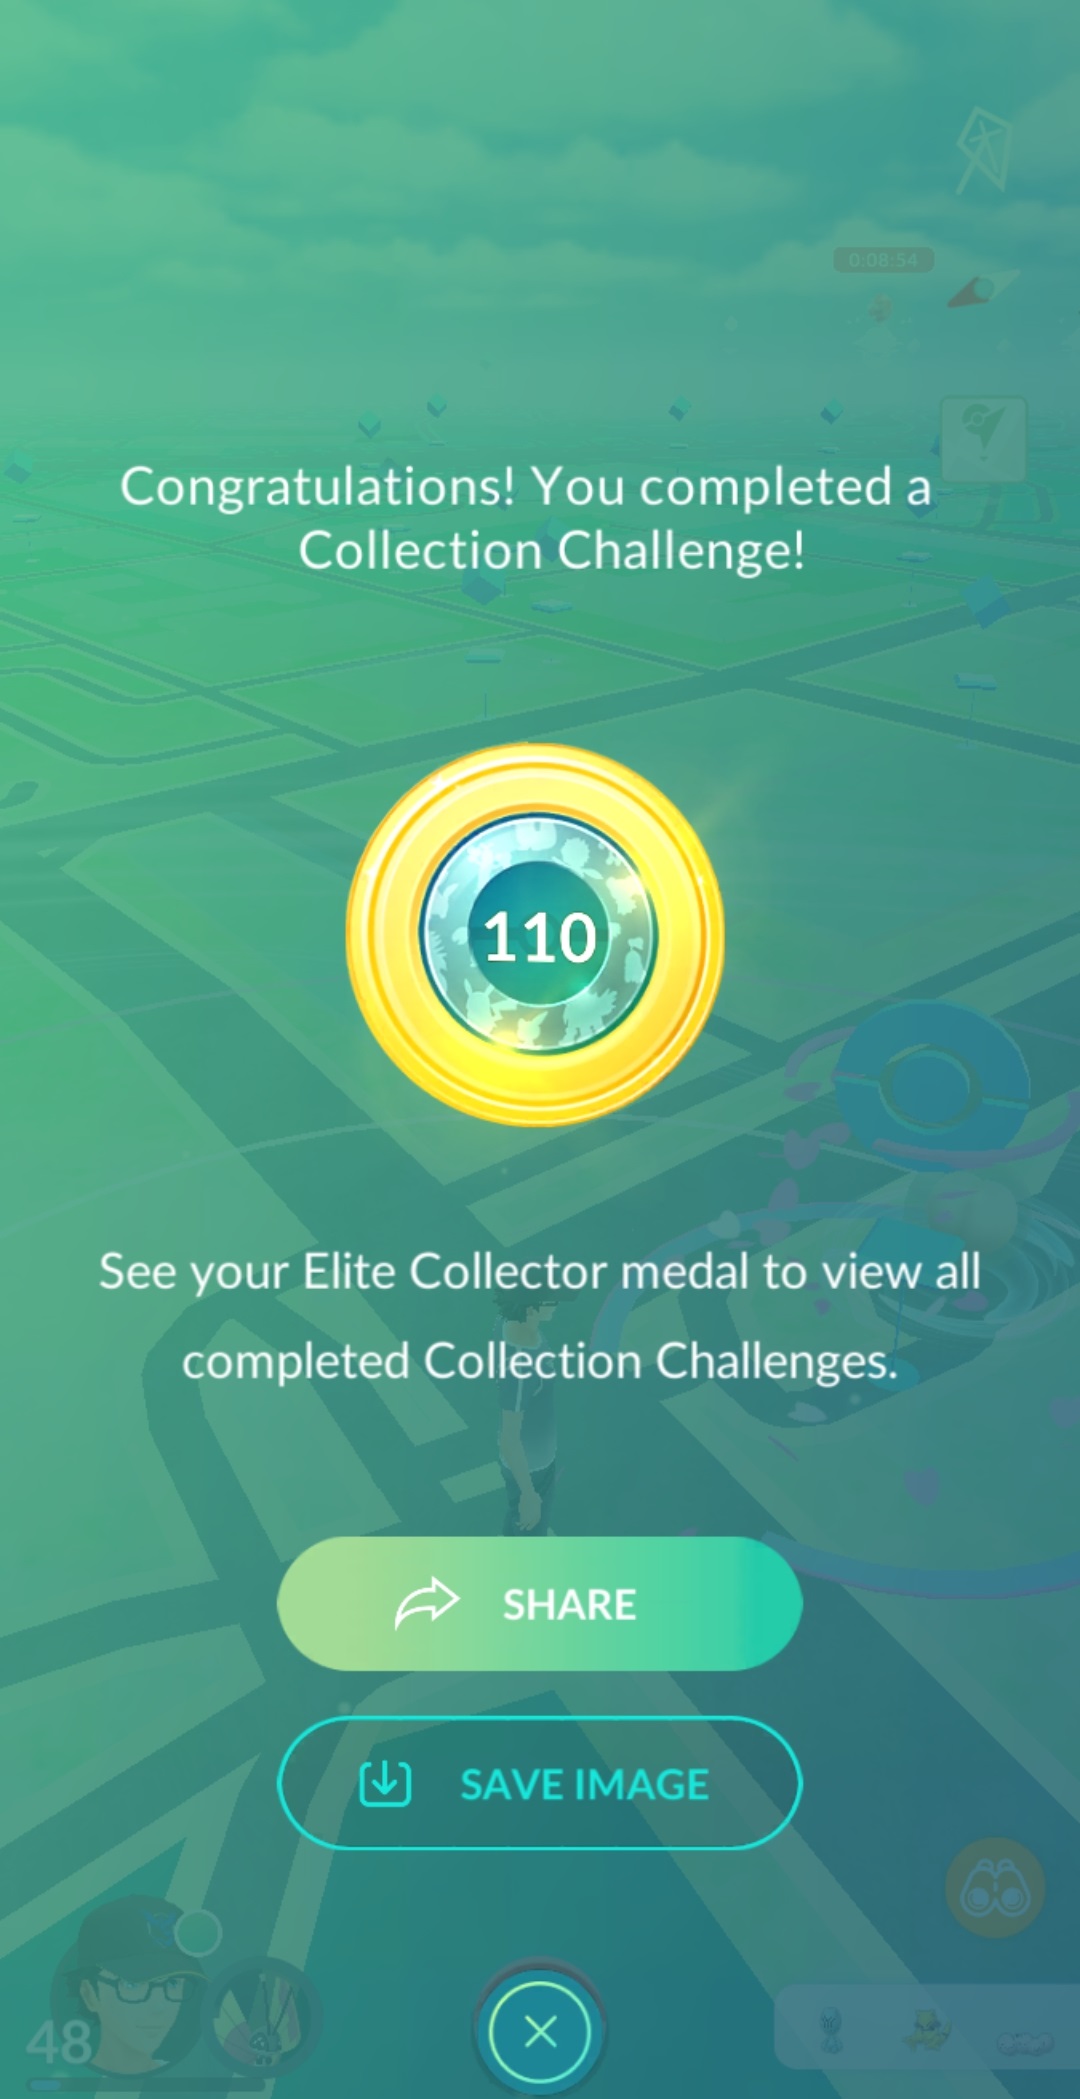 0:08:54
Congratulations! You completed a
Collection Challenge!
110
See your Elite Collector medal to view all
completed Collection Challenges.
SHARE
SAVE IMAGE
48